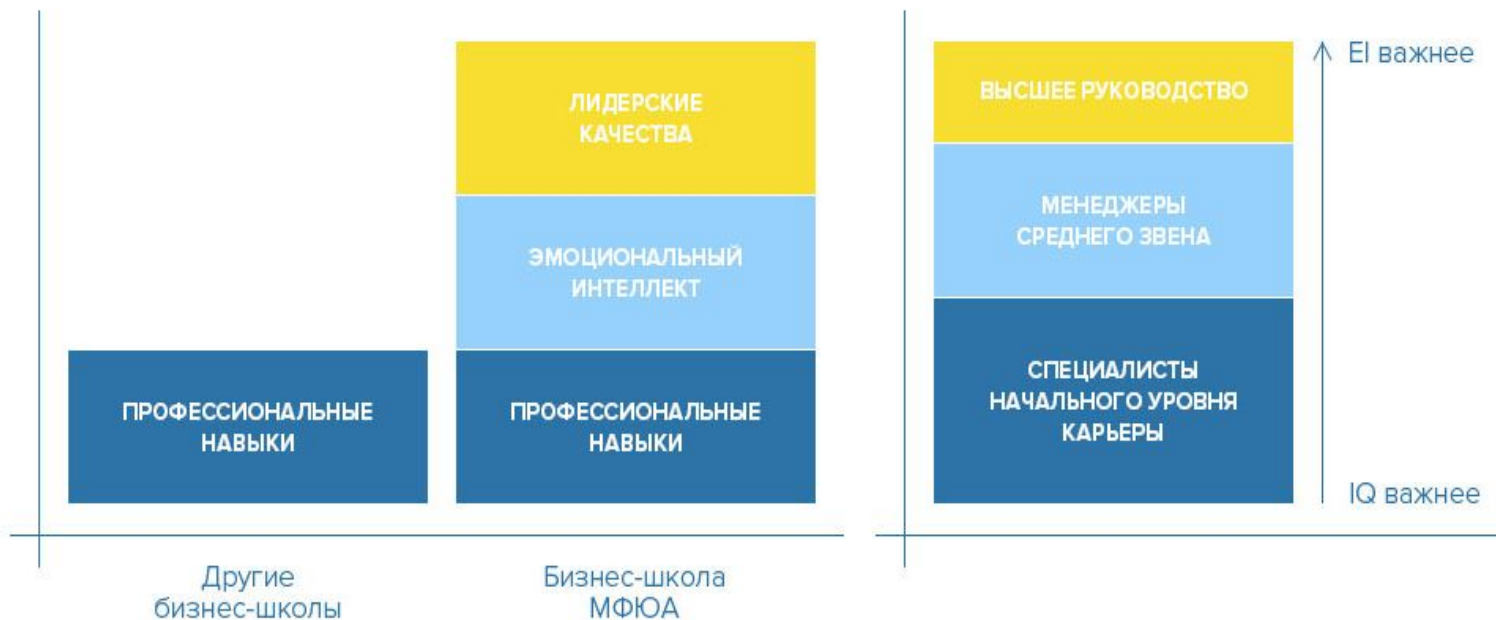 ЛИДЕРСКИЕ
КАЧЕСТВА
ЭМОЦИОНАЛЬНЫЙ
ИНТЕЛЛЕКТ
ПРОФЕССИОНАЛЬНЫЕ
НАВЫКИ
ПРОФЕССИОНАЛЬНЫЕ
НАВЫКИ
Другие
бизнес-школы
Бизнес-школа
МФЮА
ВЫСШЕЕ РУКОВОДСТВО
МЕНЕДЖЕРЫ
СРЕДНЕГО ЗВЕНА
СПЕЦИАЛИСТЫ
НАЧАЛЬНОГО УРОВНЯ
КАРЬЕРЫ
EI важнее
IQ важнее